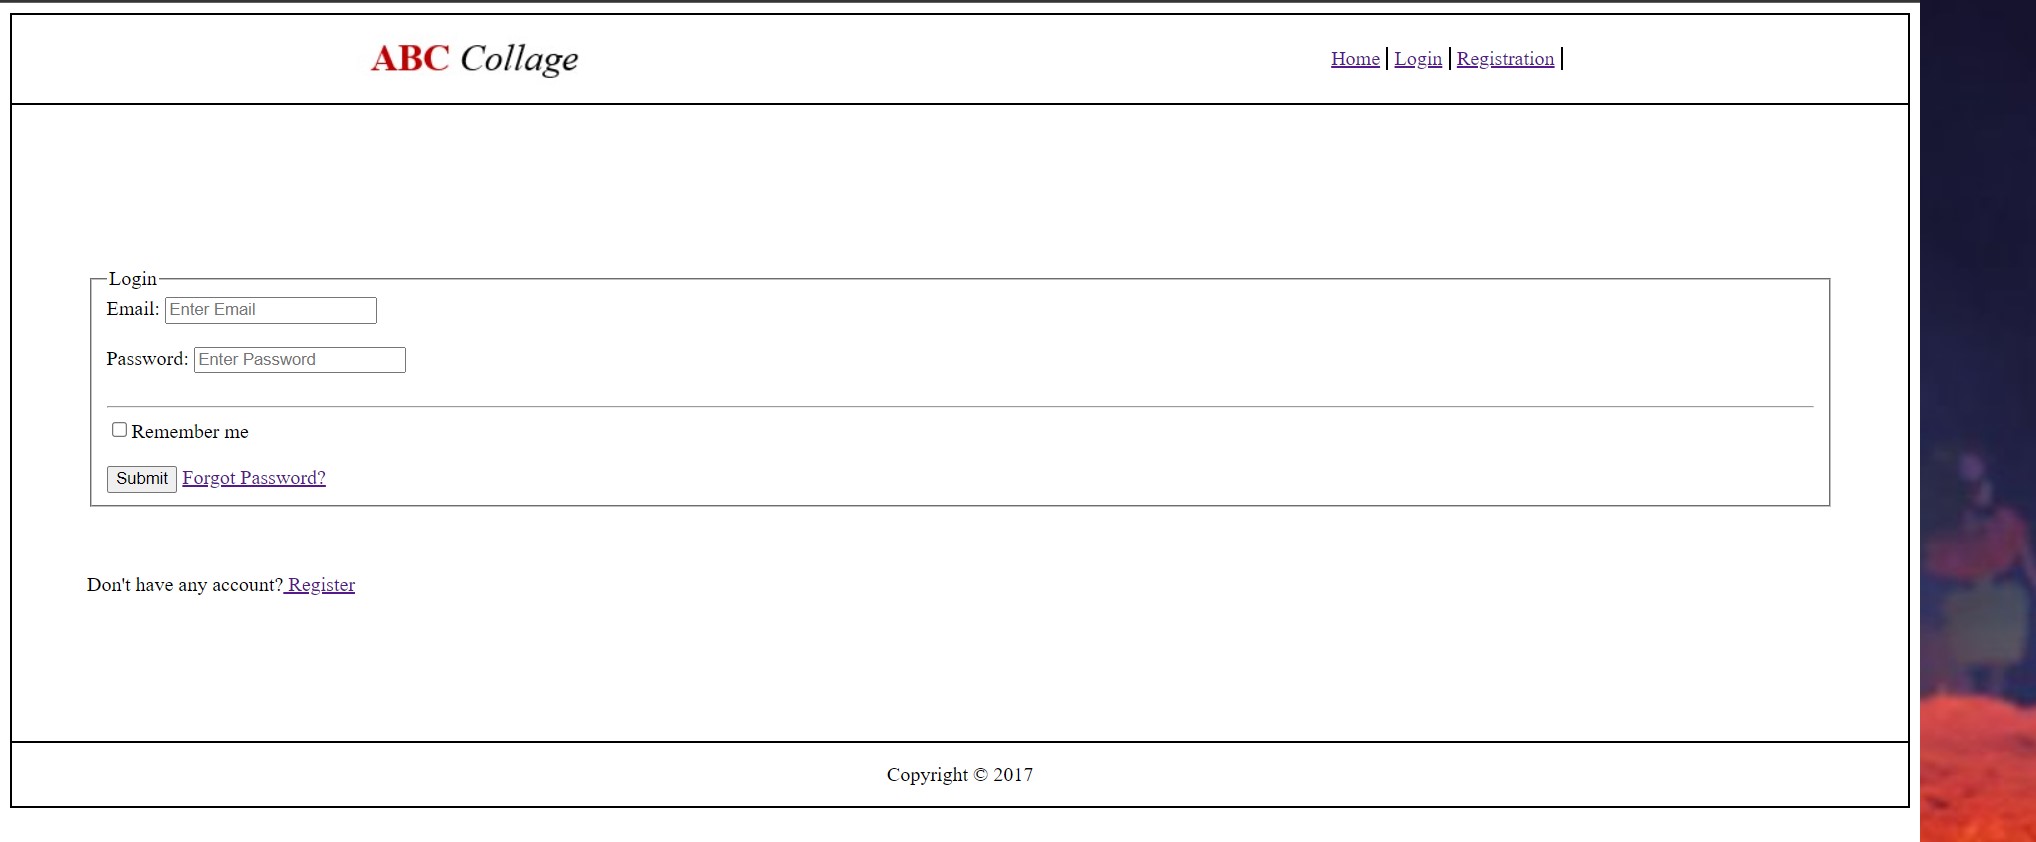 ABC Collage
Home | Login | Registration |
Login
Email: Enter Email
Password: Enter Password
Remember me
Submit Forgot Password?
Don't have any account? Register
Copyright © 2017